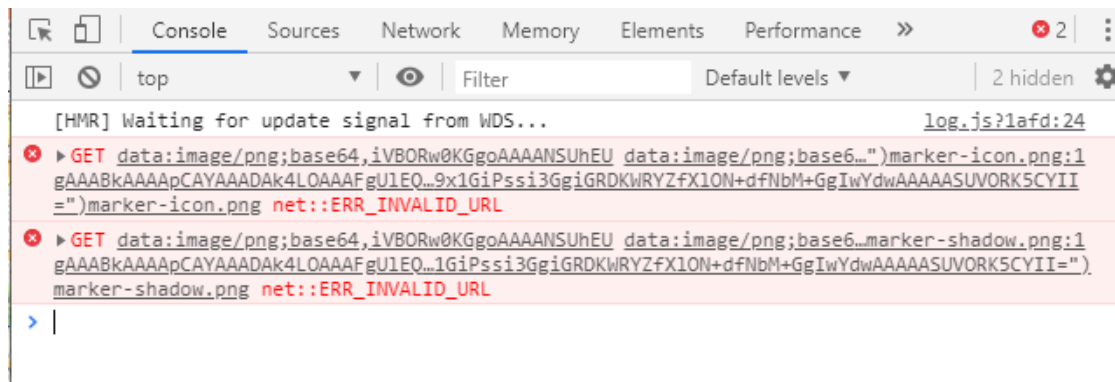 Console Sources Network Memory Elements Performance » 2
top Filter Default levels ▼ 2 hidden
[HMR] Waiting for update signal from WDS... log.js?1afd:24
▶GET data:image/png;base64,iVBORw0KGgoAAAANSUhEU data:image/png;base6…")marker-icon.png:1
gAAABkAAAApCAYAAADAk4LOAAAFgUlEQ…9x1GiPssi3GgiGRDKWRYZfXlON+dfNbM+GgIwYdwAAAAASUVORK5CYII
=")marker-icon.png net::ERR_INVALID_URL
▶GET data:image/png;base64,iVBORw0KGgoAAAANSUhEU data:image/png;base6…marker-shadow.png:1
gAAABkAAAApCAYAAADAk4LOAAAFgUlEQ…1GiPssi3GgiGRDKWRYZfXlON+dfNbM+GgIwYdwAAAAASUVORK5CYII=")
marker-shadow.png net::ERR_INVALID_URL